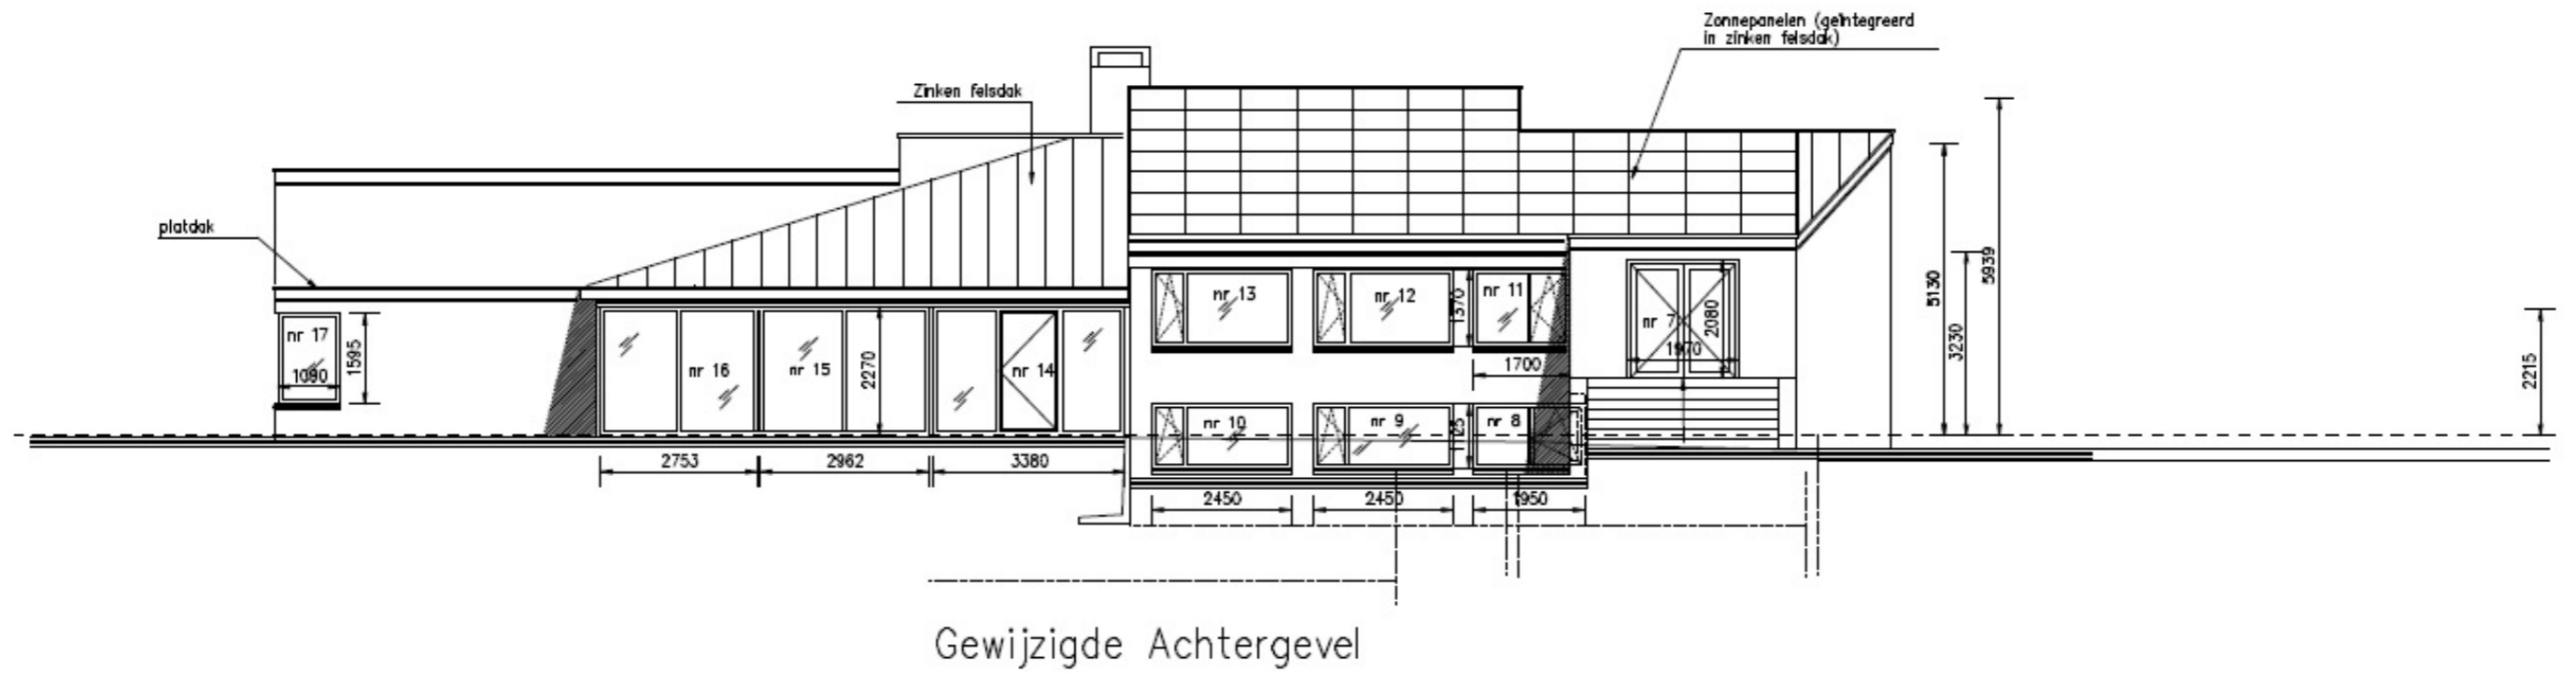 Zonnepanelen (geïntegreerd
in zinken felsdak)
Zinken felsdak
platdak
nr 13
nr 12
nr 11
1370
nr 7
2080
1970
5130
3230
5939
2215
nr 17
1090
1595
nr 16
nr 15
2270
nr 14
1700
nr 10
nr 9
nr 8
2753
2962
3380
2450
2450
1950
Gewijzigde Achtergevel